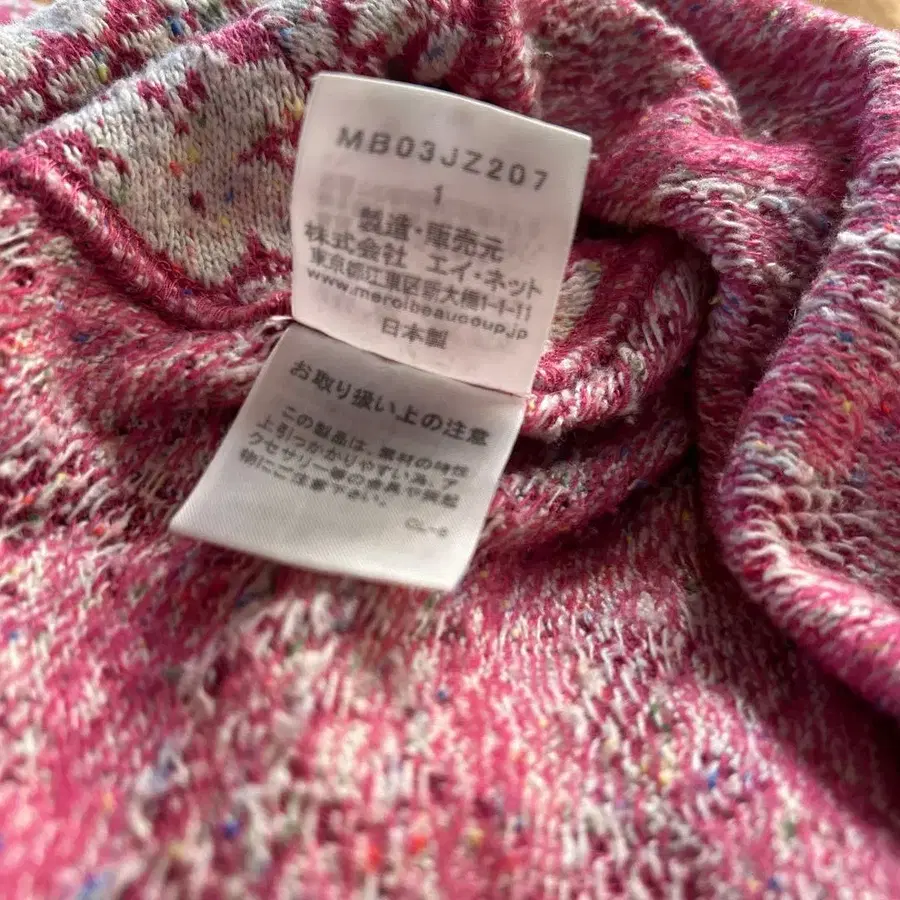 MB03JZ207
1
製造・販売元
株式会社 エイ・ネット
東京都江東区新大橋1-1-11
www.mercibeaucoup.jp
日本製
お取り扱い上の注意
この製品は、素材の特性
上引っかかりやすい為、ア
クセサリー等の金具や突起
物にご注意下さい。
CL-6